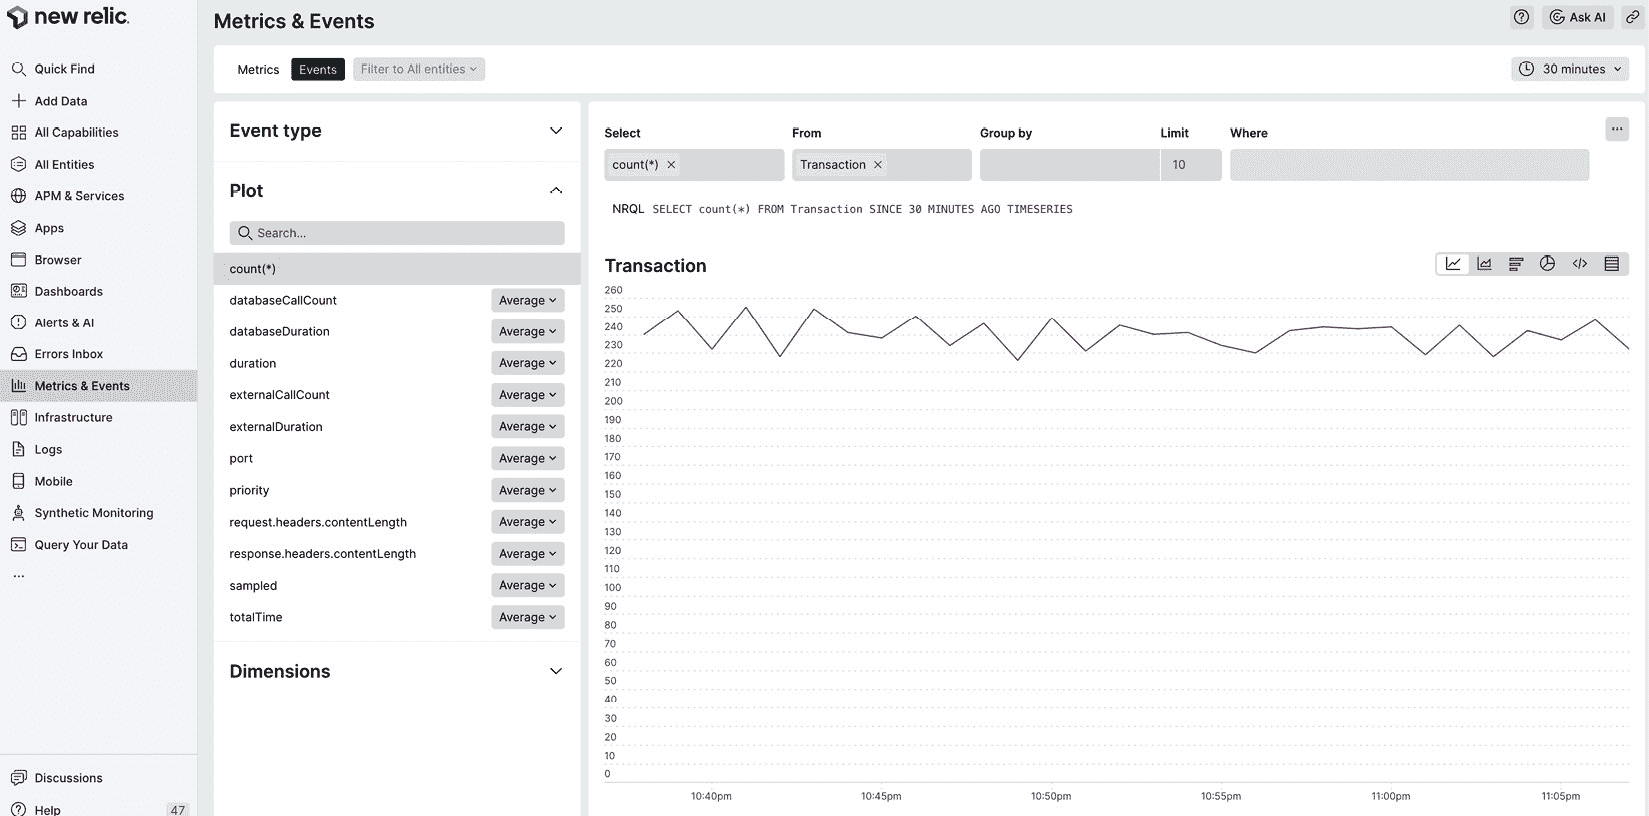 new relic.
Quick Find
Add Data
All Capabilities
All Entities
APM & Services
Apps
Browser
Dashboards
Alerts & AI
Errors Inbox
Metrics & Events
Infrastructure
Logs
Mobile
Synthetic Monitoring
Query Your Data
...
Discussions
Help 47
Metrics & Events
Ask AI
Metrics Events Filter to All entities
30 minutes
Event type
Plot
Search...
count(*)
databaseCallCount Average
databaseDuration Average
duration Average
externalCallCount Average
externalDuration Average
port Average
priority Average
request.headers.contentLength Average
response.headers.contentLength Average
sampled Average
totalTime Average
Dimensions
Select From Group by Limit Where
count(*) × Transaction × 10
...
NRQL SELECT count(*) FROM Transaction SINCE 30 MINUTES AGO TIMESERIES
Transaction
260
250
240
230
220
210
200
190
180
170
160
150
140
130
120
110
100
90
80
70
60
50
40
30
20
10
0
10:40pm 10:45pm 10:50pm 10:55pm 11:00pm 11:05pm